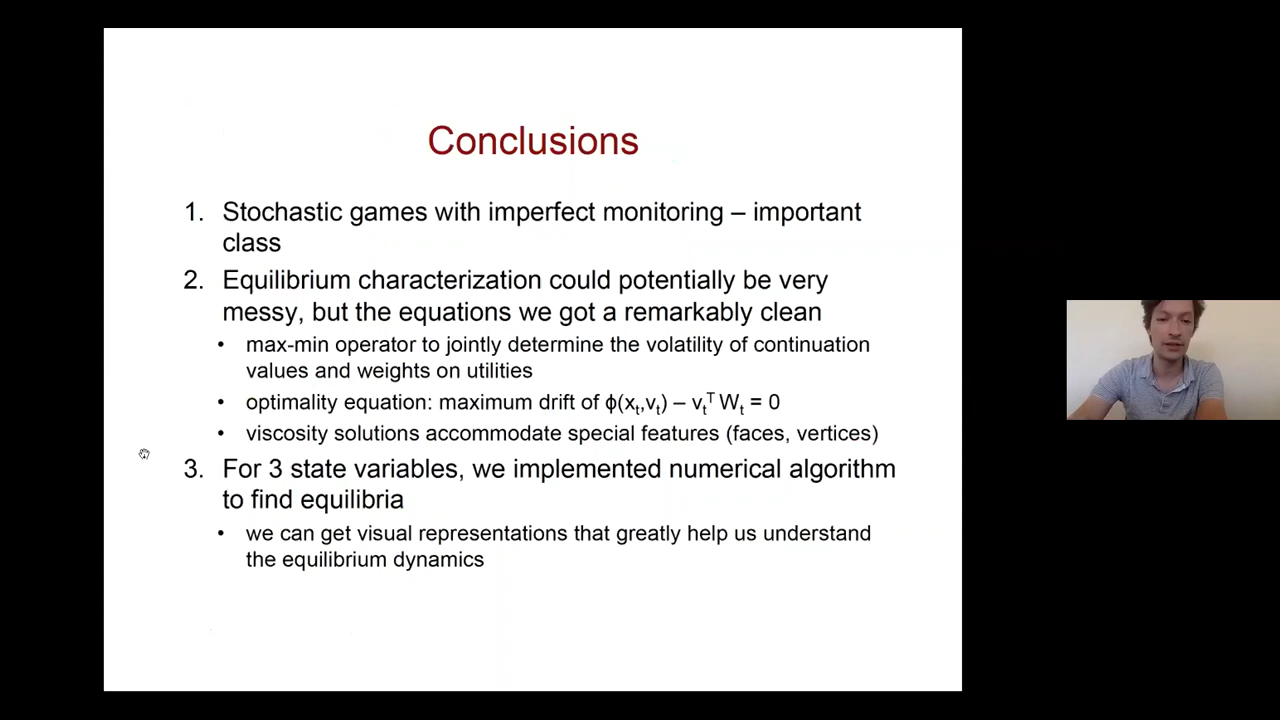 Conclusions
1. Stochastic games with imperfect monitoring – important
class
2. Equilibrium characterization could potentially be very
messy, but the equations we got a remarkably clean
• max-min operator to jointly determine the volatility of continuation
values and weights on utilities
• optimality equation: maximum drift of ϕ(xₜ,vₜ) – vₜᵀ Wₜ = 0
• viscosity solutions accommodate special features (faces, vertices)
3. For 3 state variables, we implemented numerical algorithm
to find equilibria
• we can get visual representations that greatly help us understand
the equilibrium dynamics